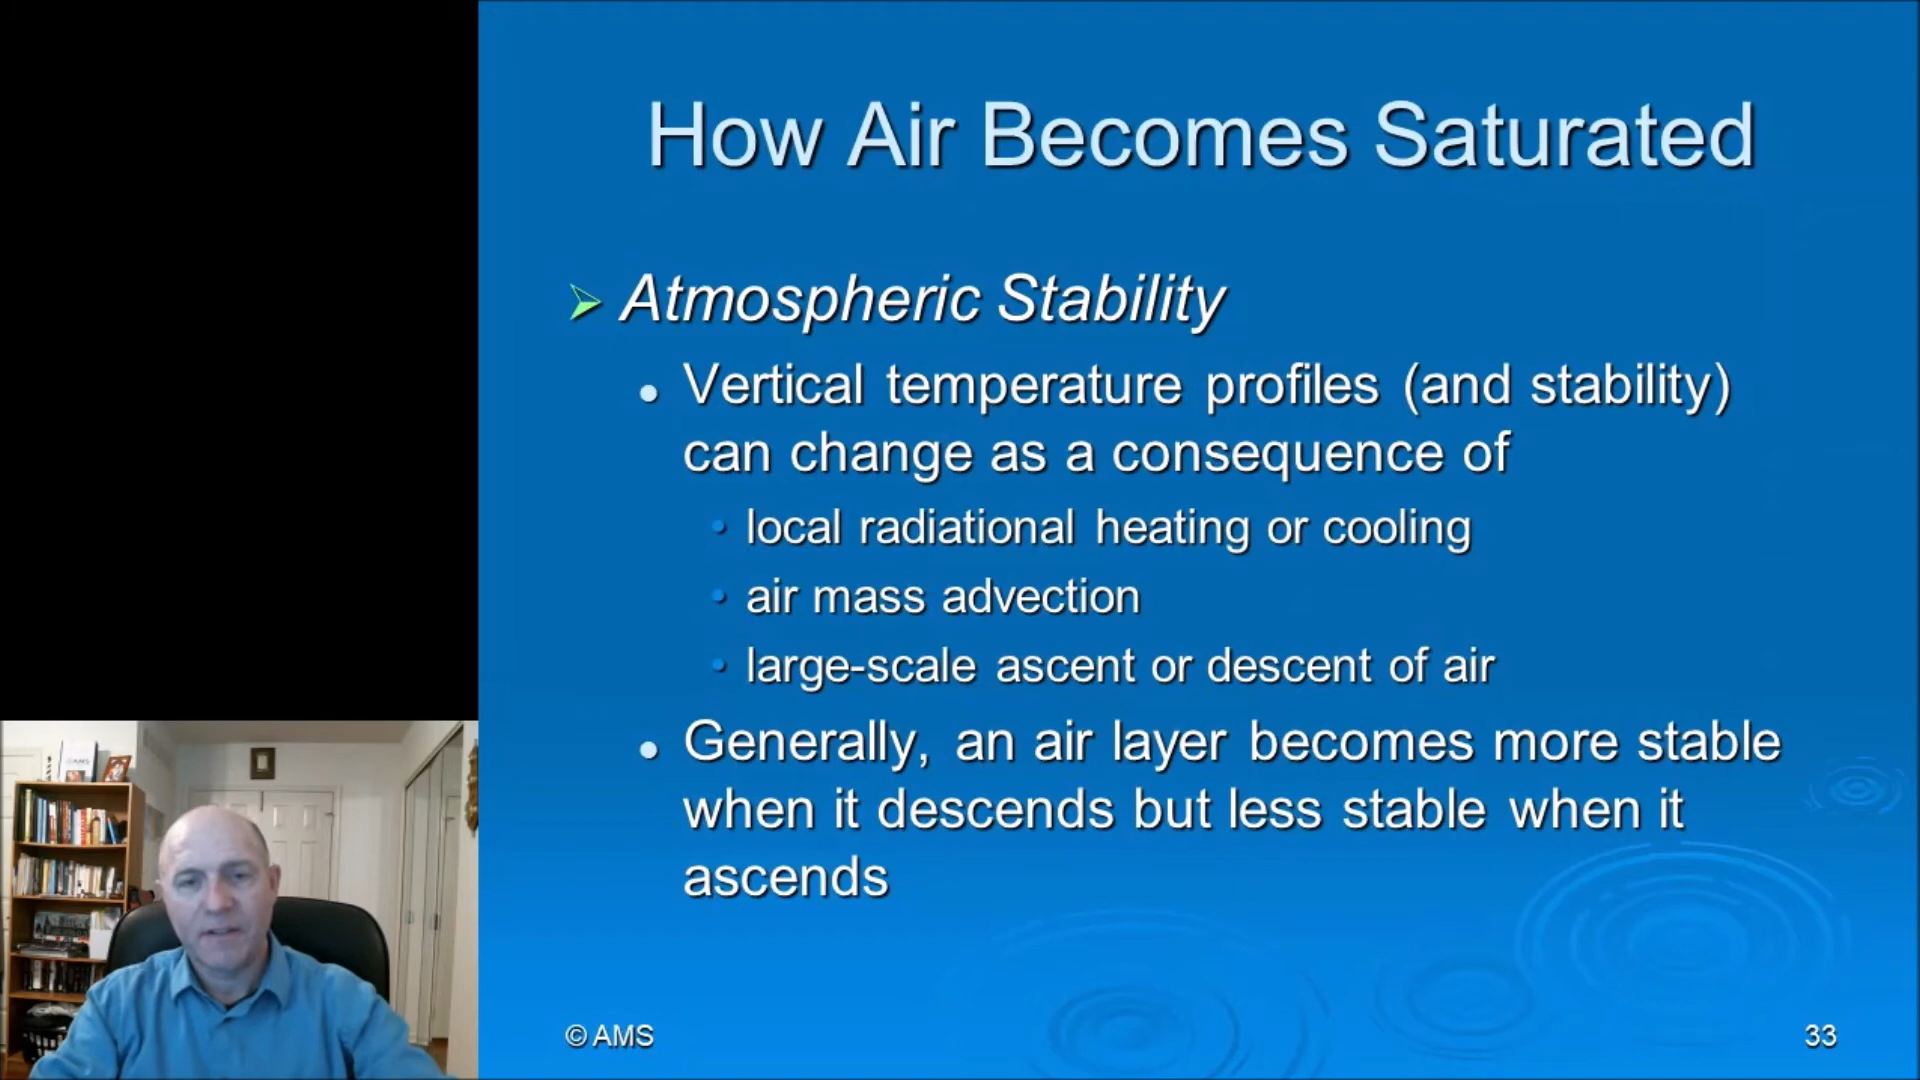 How Air Becomes Saturated
Atmospheric Stability
Vertical temperature profiles (and stability)
can change as a consequence of
local radiational heating or cooling
air mass advection
large-scale ascent or descent of air
Generally, an air layer becomes more stable
when it descends but less stable when it
ascends
© AMS
33